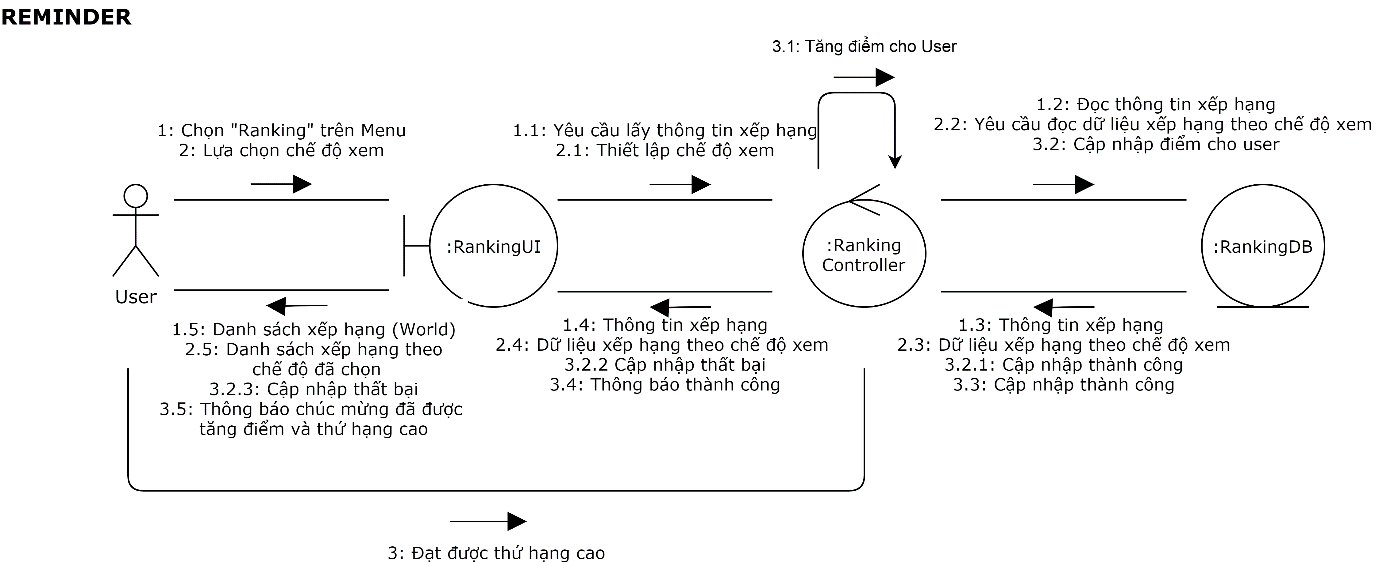 REMINDER
3.1: Tăng điểm cho User
1: Chọn "Ranking" trên Menu
2: Lựa chọn chế độ xem
1.1: Yêu cầu lấy thông tin xếp hạng
2.1: Thiết lập chế độ xem
1.2: Đọc thông tin xếp hạng
2.2: Yêu cầu đọc dữ liệu xếp hạng theo chế độ xem
3.2: Cập nhập điểm cho user
User
:RankingUI
:Ranking
Controller
:RankingDB
1.5: Danh sách xếp hạng (World)
2.5: Danh sách xếp hạng theo
chế độ đã chọn
3.2.3: Cập nhập thất bại
3.5: Thông báo chúc mừng đã được
tăng điểm và thứ hạng cao
1.4: Thông tin xếp hạng
2.4: Dữ liệu xếp hạng theo chế độ xem
3.2.2 Cập nhập thất bại
3.4: Thông báo thành công
1.3: Thông tin xếp hạng
2.3: Dữ liệu xếp hạng theo chế độ xem
3.2.1: Cập nhập thành công
3.3: Cập nhập thành công
3: Đạt được thứ hạng cao